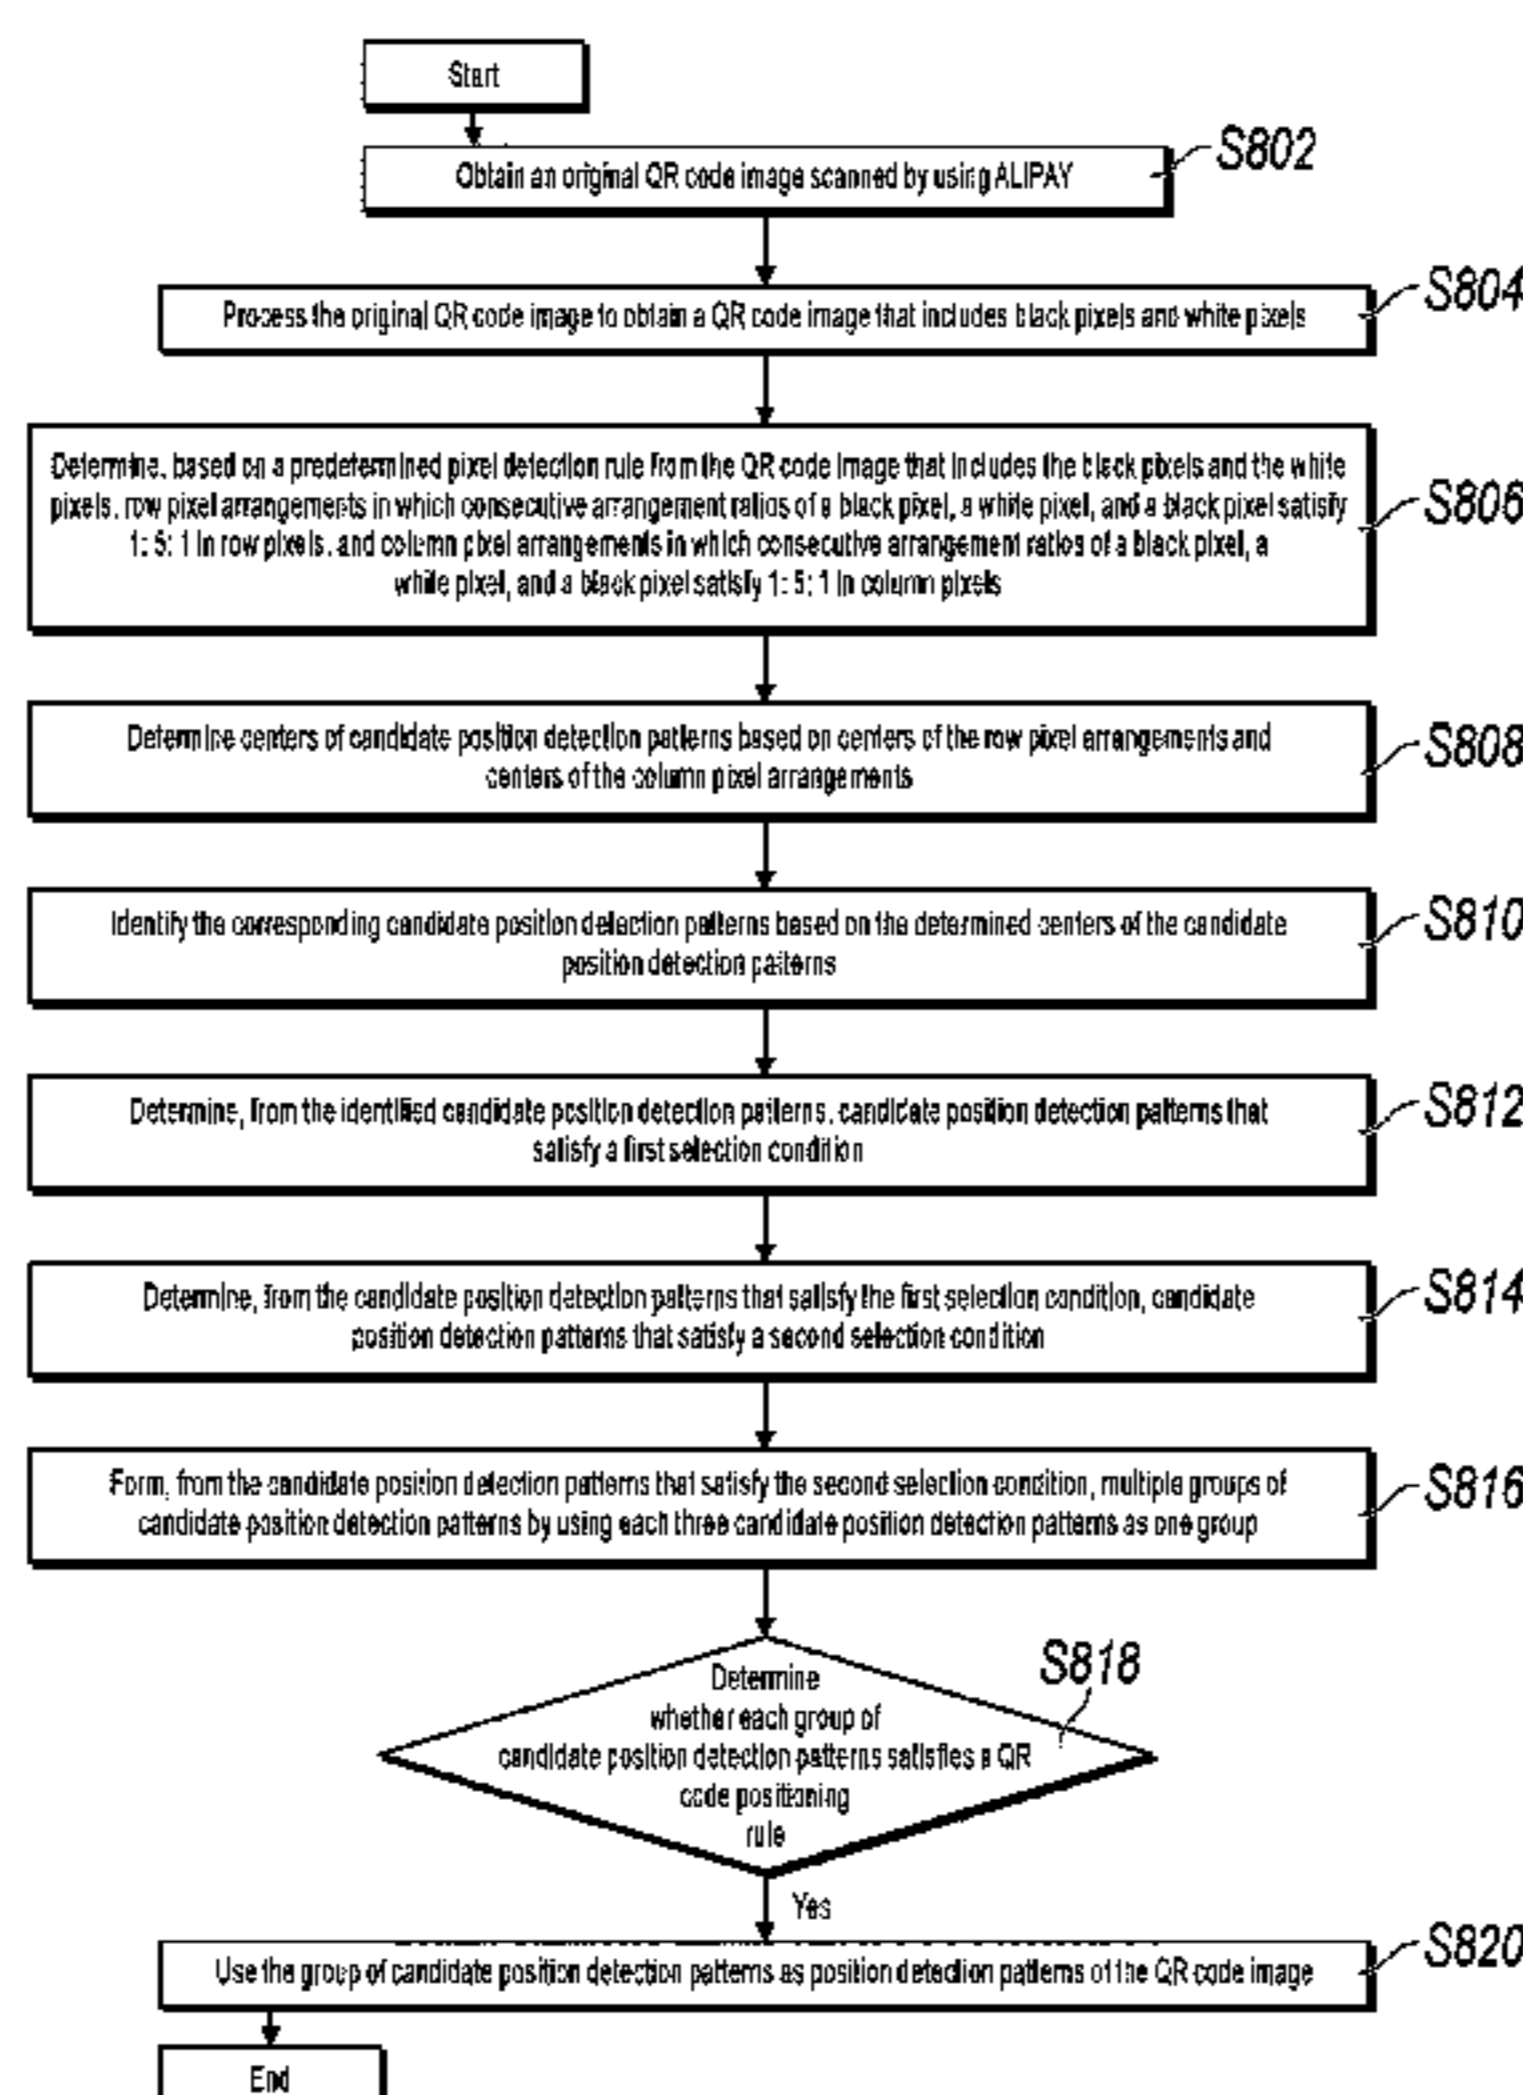 Start
Obtain an original QR code image scanned by using ALIPAY
S802
Process the original QR code image to obtain a QR code image that includes black pixels and white pixels
S804
Determine, based on a predetermined pixel detection rule from the QR code image that includes the black pixels and the white
pixels, row pixel arrangements in which consecutive arrangement ratios of a black pixel, a white pixel, and a black pixel satisfy
1: 5: 1 in row pixels, and column pixel arrangements in which consecutive arrangement ratios of a black pixel, a
white pixel, and a black pixel satisfy 1: 5: 1 in column pixels
S806
Determine centers of candidate position detection patterns based on centers of the row pixel arrangements and
centers of the column pixel arrangements
S808
Identify the corresponding candidate position detection patterns based on the determined centers of the candidate
position detection patterns
S810
Determine, from the identified candidate position detection patterns, candidate position detection patterns that
satisfy a first selection condition
S812
Determine, from the candidate position detection patterns that satisfy the first selection condition, candidate
position detection patterns that satisfy a second selection condition
S814
Form, from the candidate position detection patterns that satisfy the second selection condition, multiple groups of
candidate position detection patterns by using each three candidate position detection patterns as one group
S816
Determine
whether each group of
candidate position detection patterns satisfies a QR
code positioning
rule
S818
Yes
Use the group of candidate position detection patterns as position detection patterns of the QR code image
S820
End